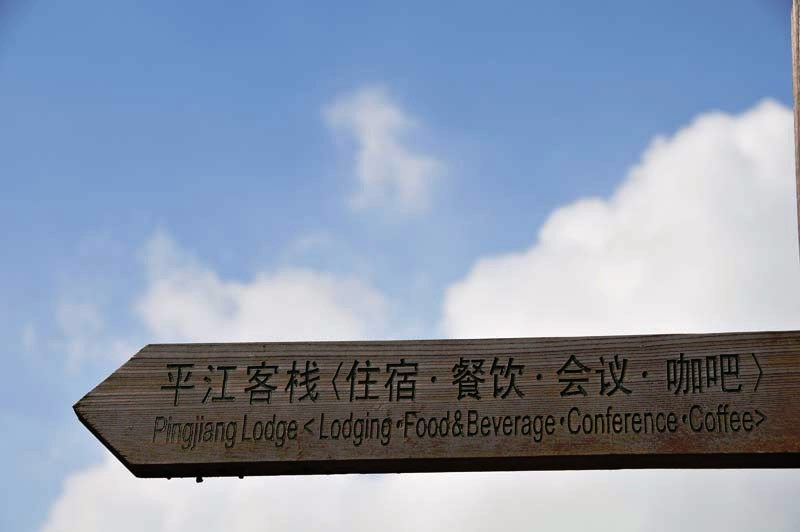 平江客栈〈住宿·餐饮·会议·咖吧〉
Pingjiang Lodge<Lodging·Food&Beverage·Conference·Coffee>